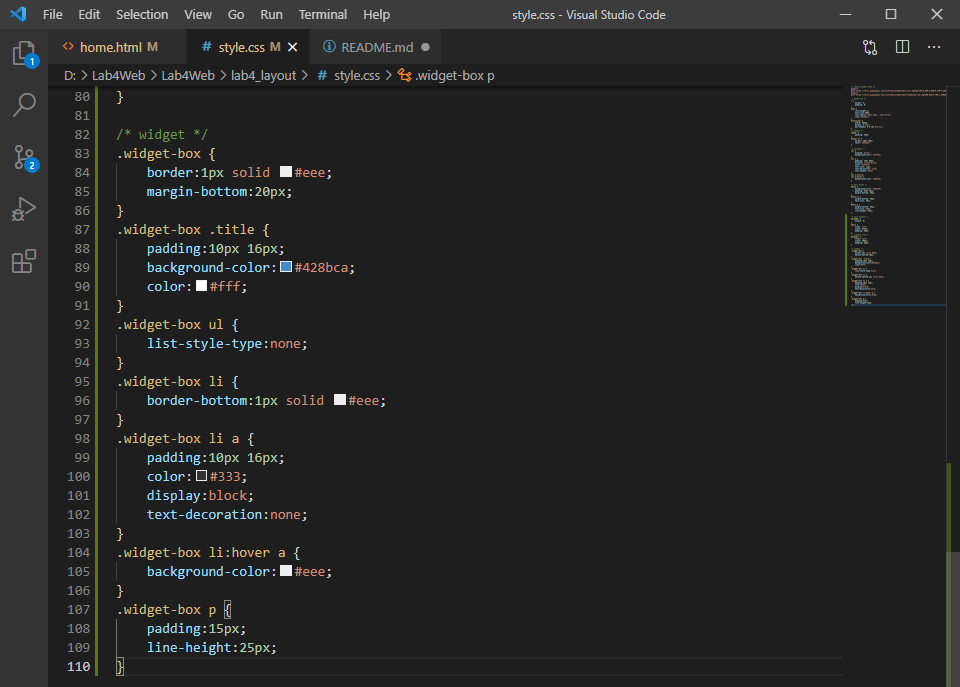 File Edit Selection View Go Run Terminal Help style.css - Visual Studio Code
home.html M # style.css M README.md
D: > Lab4Web > Lab4Web > lab4_layout > # style.css > .widget-box p
1
2
80 }
81
82 /* widget */
83 .widget-box {
84 border:1px solid #eee;
85 margin-bottom:20px;
86 }
87 .widget-box .title {
88 padding:10px 16px;
89 background-color:#428bca;
90 color:#fff;
91 }
92 .widget-box ul {
93 list-style-type:none;
94 }
95 .widget-box li {
96 border-bottom:1px solid #eee;
97 }
98 .widget-box li a {
99 padding:10px 16px;
100 color:#333;
101 display:block;
102 text-decoration:none;
103 }
104 .widget-box li:hover a {
105 background-color:#eee;
106 }
107 .widget-box p {
108 padding:15px;
109 line-height:25px;
110 }